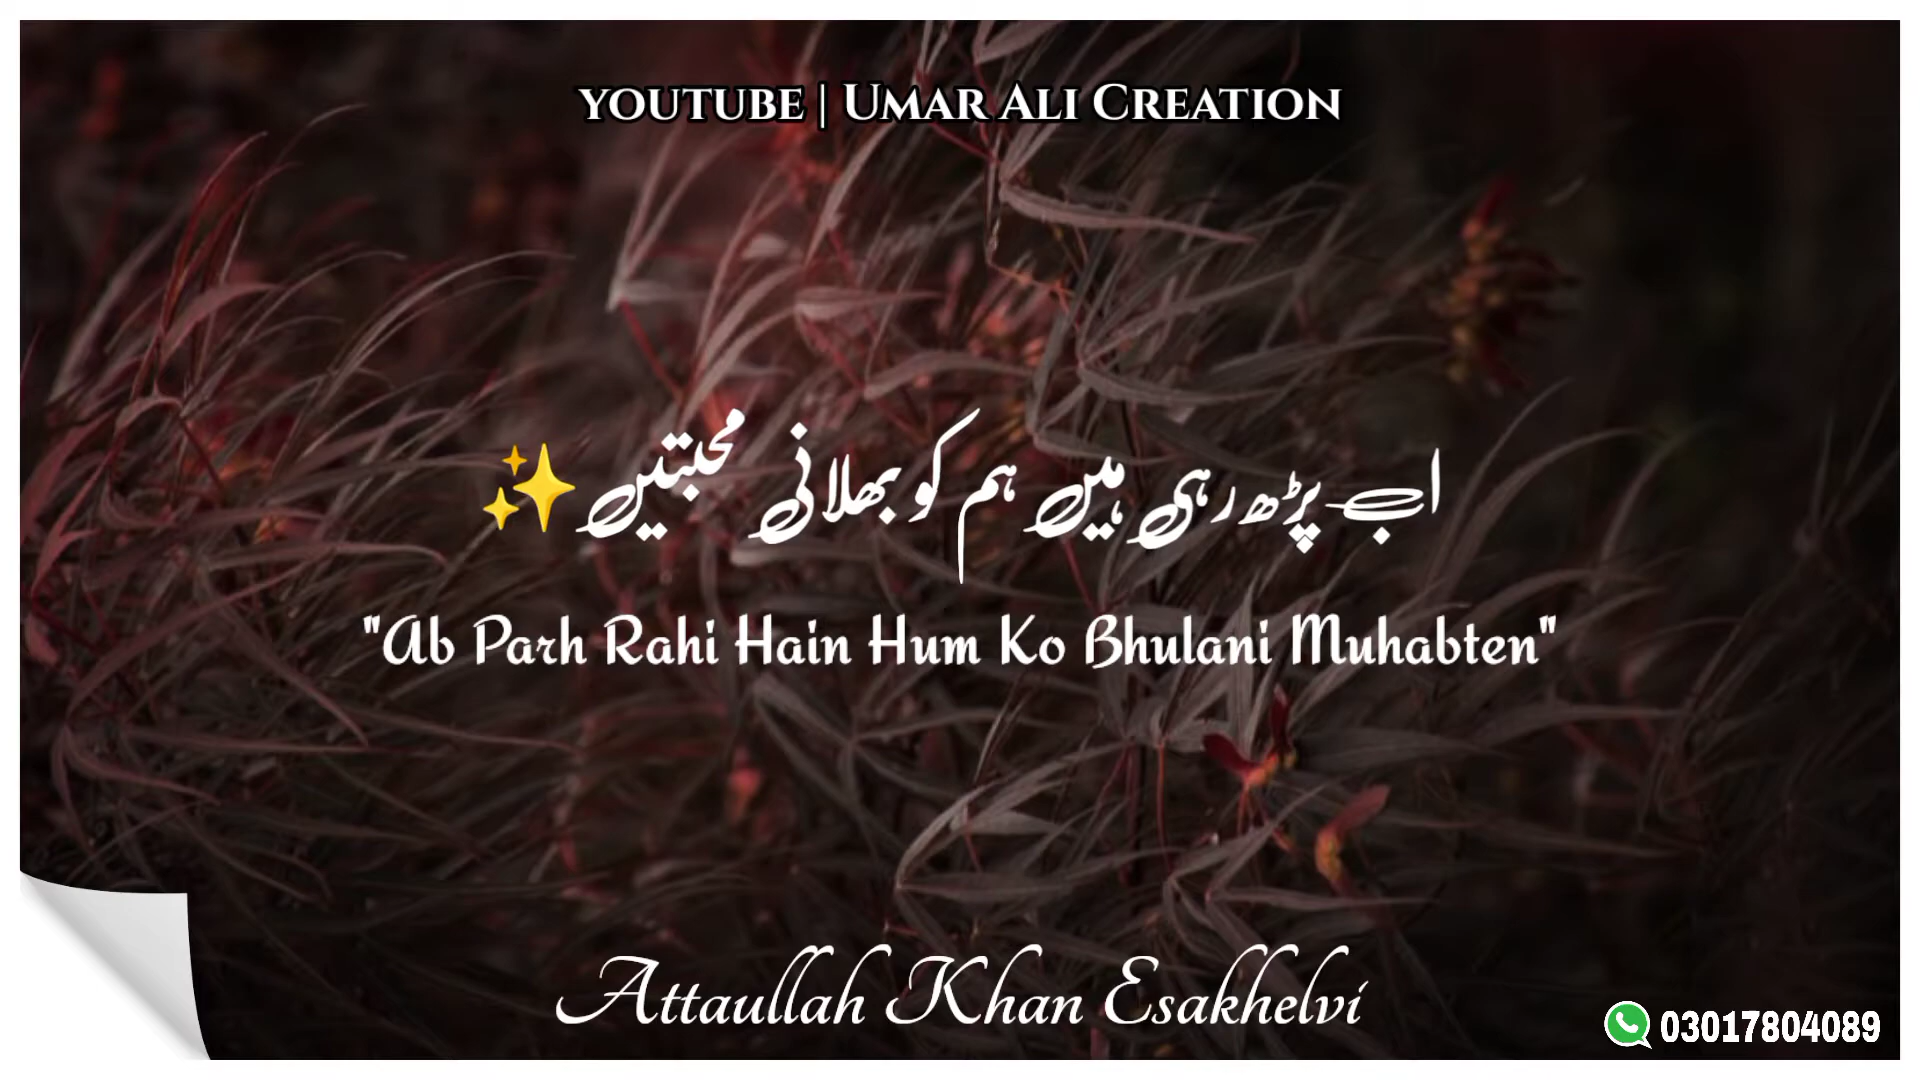 YOUTUBE | UMAR ALI CREATION
اب پڑھ رہی ہیں ہم کو بھلانی محبتیں ✨
"Ab Parh Rahi Hain Hum Ko Bhulani Muhabten"
Attaullah Khan Esakhelvi
03017804089